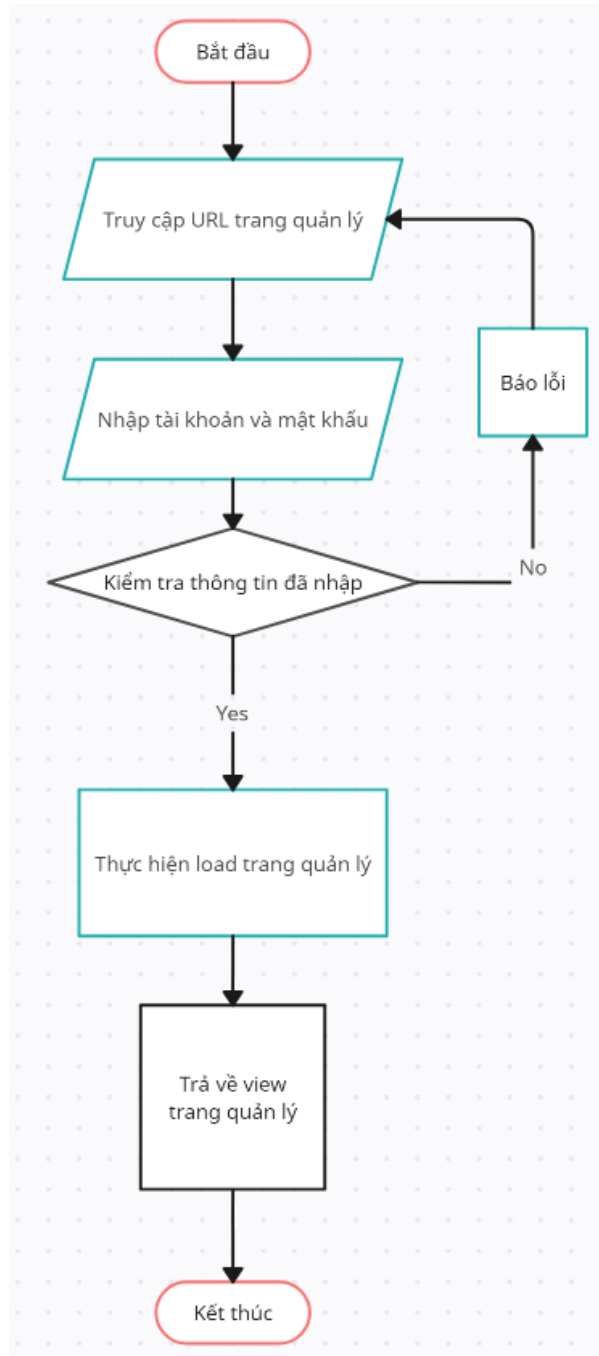 Bắt đầu
Truy cập URL trang quản lý
Nhập tài khoản và mật khẩu
Báo lỗi
Kiểm tra thông tin đã nhập
No
Yes
Thực hiện load trang quản lý
Trả về view
trang quản lý
Kết thúc